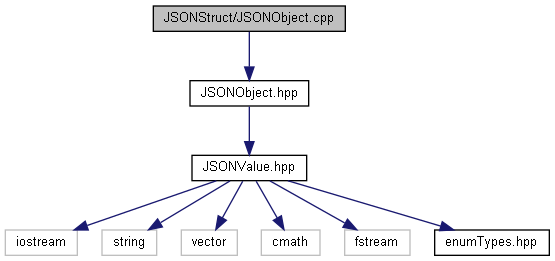 JSONStruct/JSONObject.cpp
JSONObject.hpp
JSONValue.hpp
iostream
string
vector
cmath
fstream
enumTypes.hpp